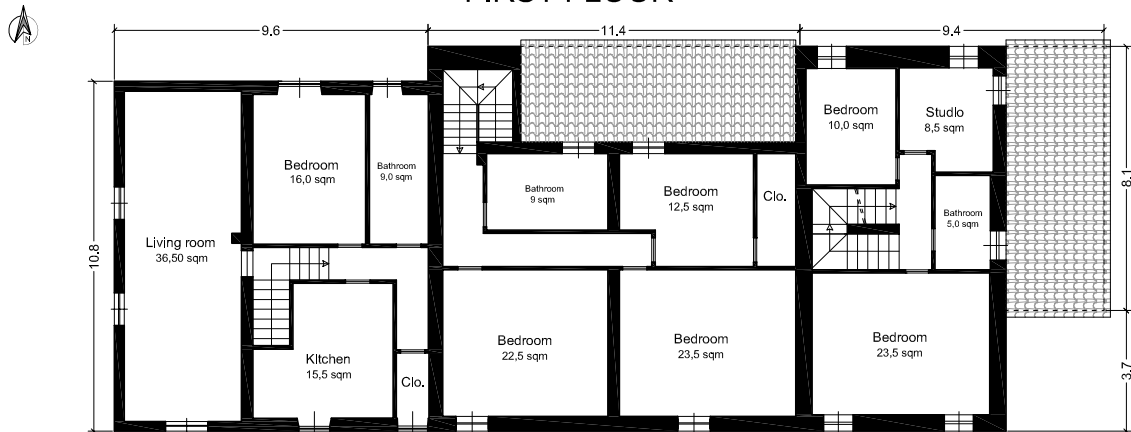 FIRST FLOOR
N
9.6
11.4
9.4
Bedroom
10,0 sqm
StudIo
8,5 sqm
Bedroom
16,0 sqm
Bathroom
9,0 sqm
Bathroom
9 sqm
Bedroom
12,5 sqm
Clo.
8.1
Bathroom
5,0 sqm
Living room
36,50 sqm
10.8
Bedroom
22,5 sqm
Bedroom
23,5 sqm
Bedroom
23,5 sqm
KItchen
15,5 sqm
Clo.
3.7